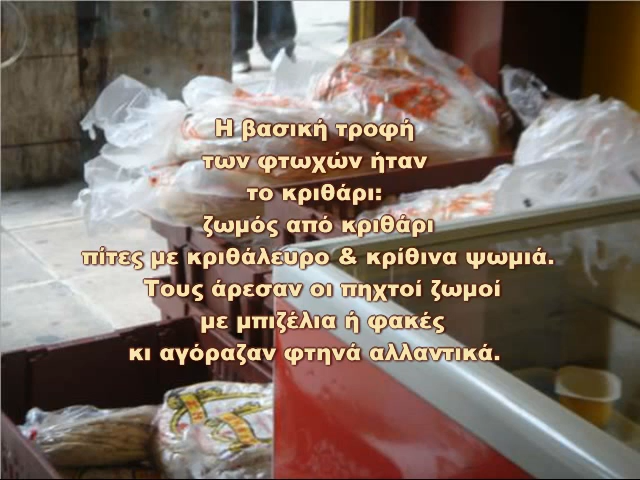 Η βασική τροφή
των φτωχών ήταν
το κριθάρι:
ζωμός από κριθάρι
πίτες με κριθάλευρο & κρίθινα ψωμιά.
Τους άρεσαν οι πηχτοί ζωμοί
με μπιζέλια ή φακές
κι αγόραζαν φτηνά αλλαντικά.